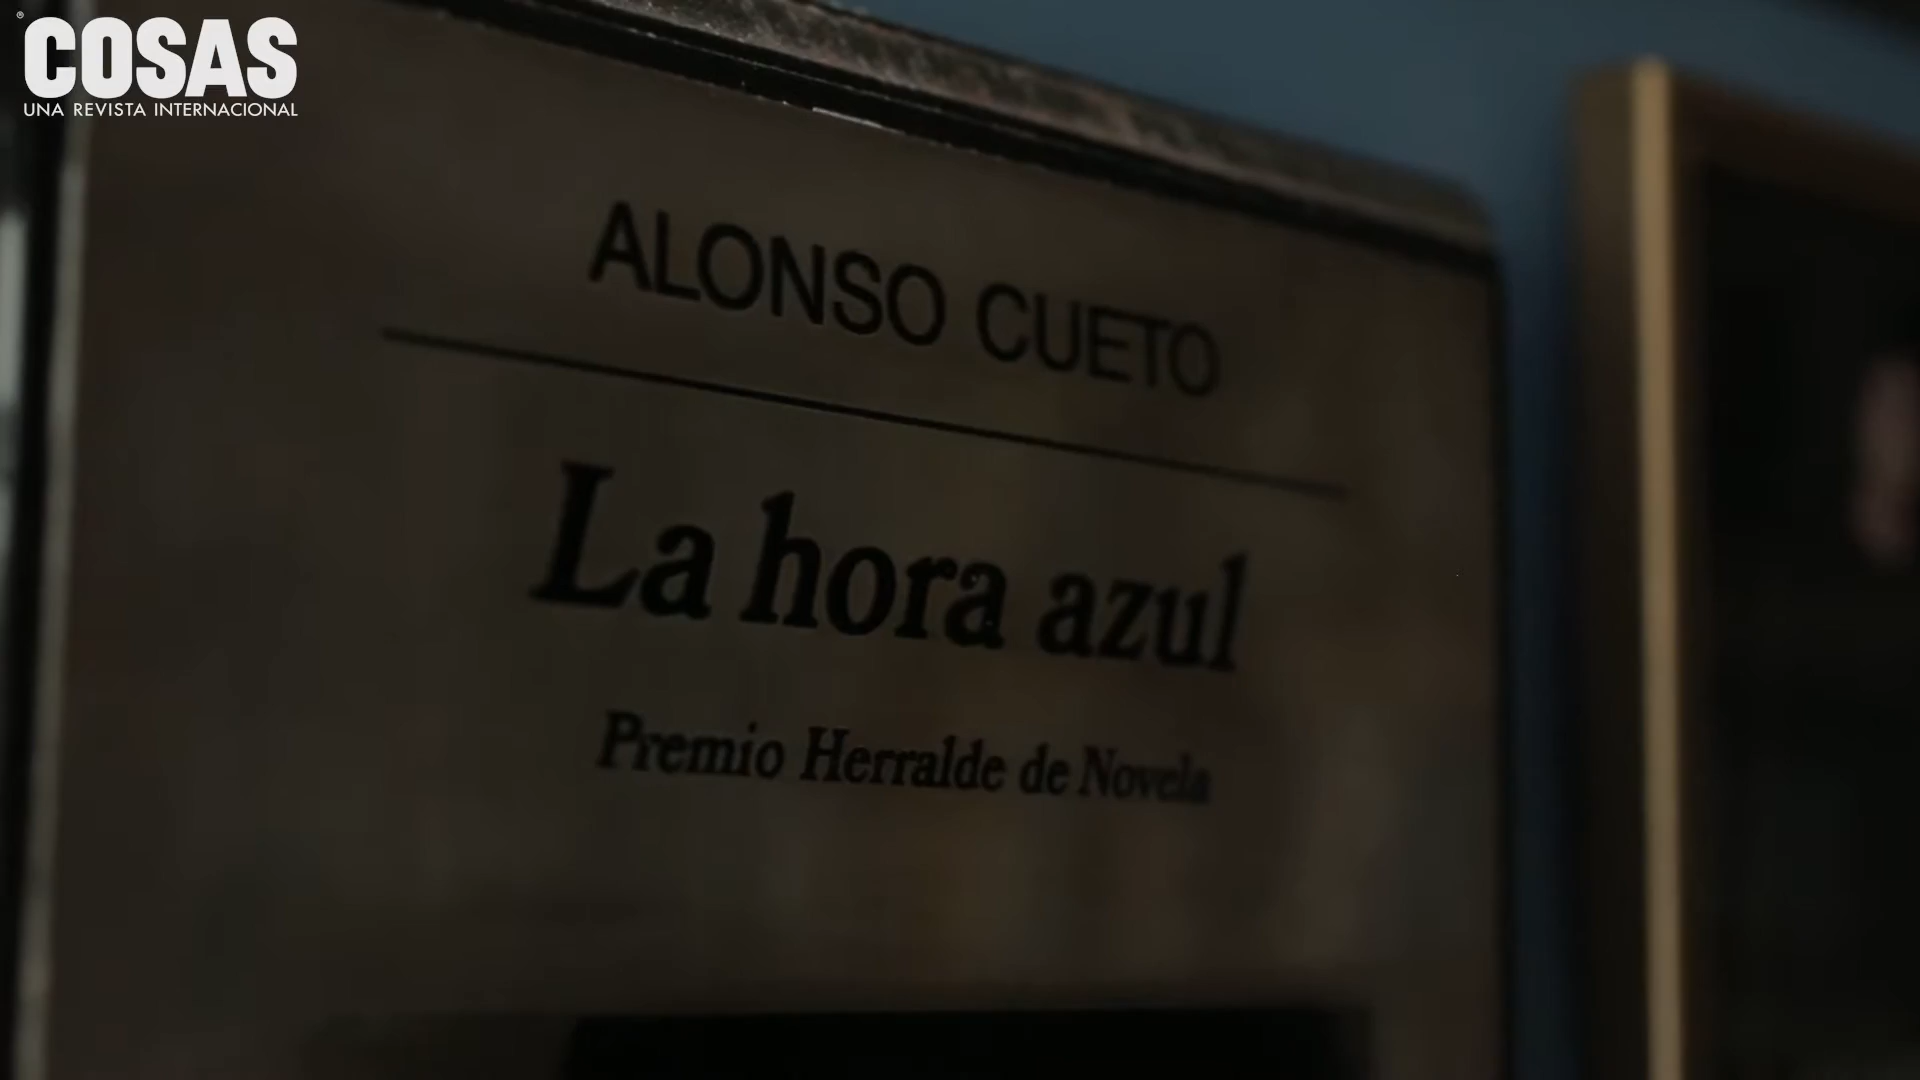 COSAS
UNA REVISTA INTERNACIONAL
ALONSO CUETO
La hora azul
Premio Herralde de Novela